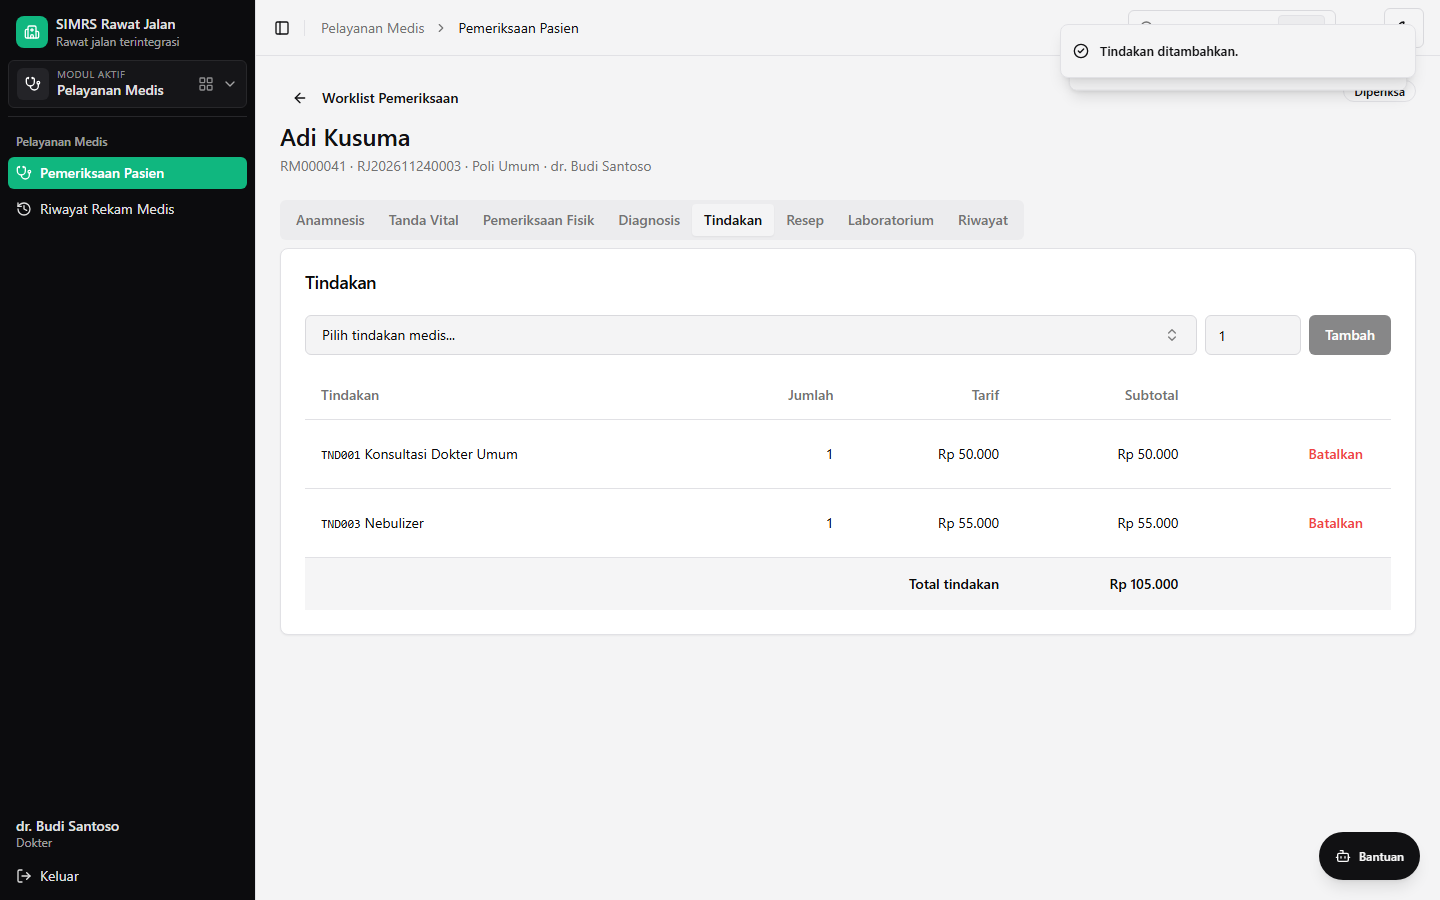 SIMRS Rawat Jalan
Rawat jalan terintegrasi
MODUL AKTIF
Pelayanan Medis
Pelayanan Medis
Pemeriksaan Pasien
Riwayat Rekam Medis
dr. Budi Santoso
Dokter
Keluar
Pelayanan Medis > Pemeriksaan Pasien
Tindakan ditambahkan.
Diperiksa
Worklist Pemeriksaan
Adi Kusuma
RM000041 · RJ202611240003 · Poli Umum · dr. Budi Santoso
Anamnesis Tanda Vital Pemeriksaan Fisik Diagnosis Tindakan Resep Laboratorium Riwayat
Tindakan
Pilih tindakan medis... 1 Tambah
Tindakan Jumlah Tarif Subtotal
TND001 Konsultasi Dokter Umum 1 Rp 50.000 Rp 50.000 Batalkan
TND003 Nebulizer 1 Rp 55.000 Rp 55.000 Batalkan
Total tindakan Rp 105.000
Bantuan